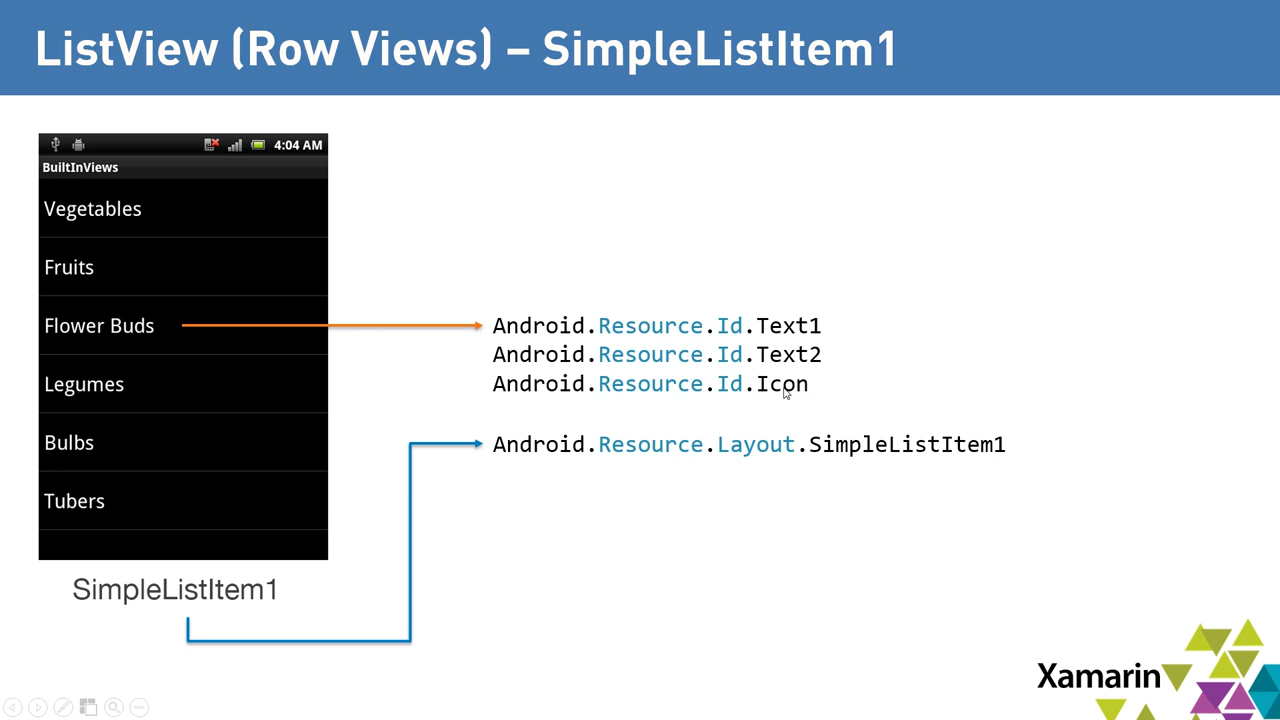 ListView (Row Views) – SimpleListItem1
4:04 AM
BuiltInViews
Vegetables
Fruits
Flower Buds
Legumes
Bulbs
Tubers
SimpleListItem1
Android.Resource.Id.Text1
Android.Resource.Id.Text2
Android.Resource.Id.Icon
Android.Resource.Layout.SimpleListItem1
Xamarin